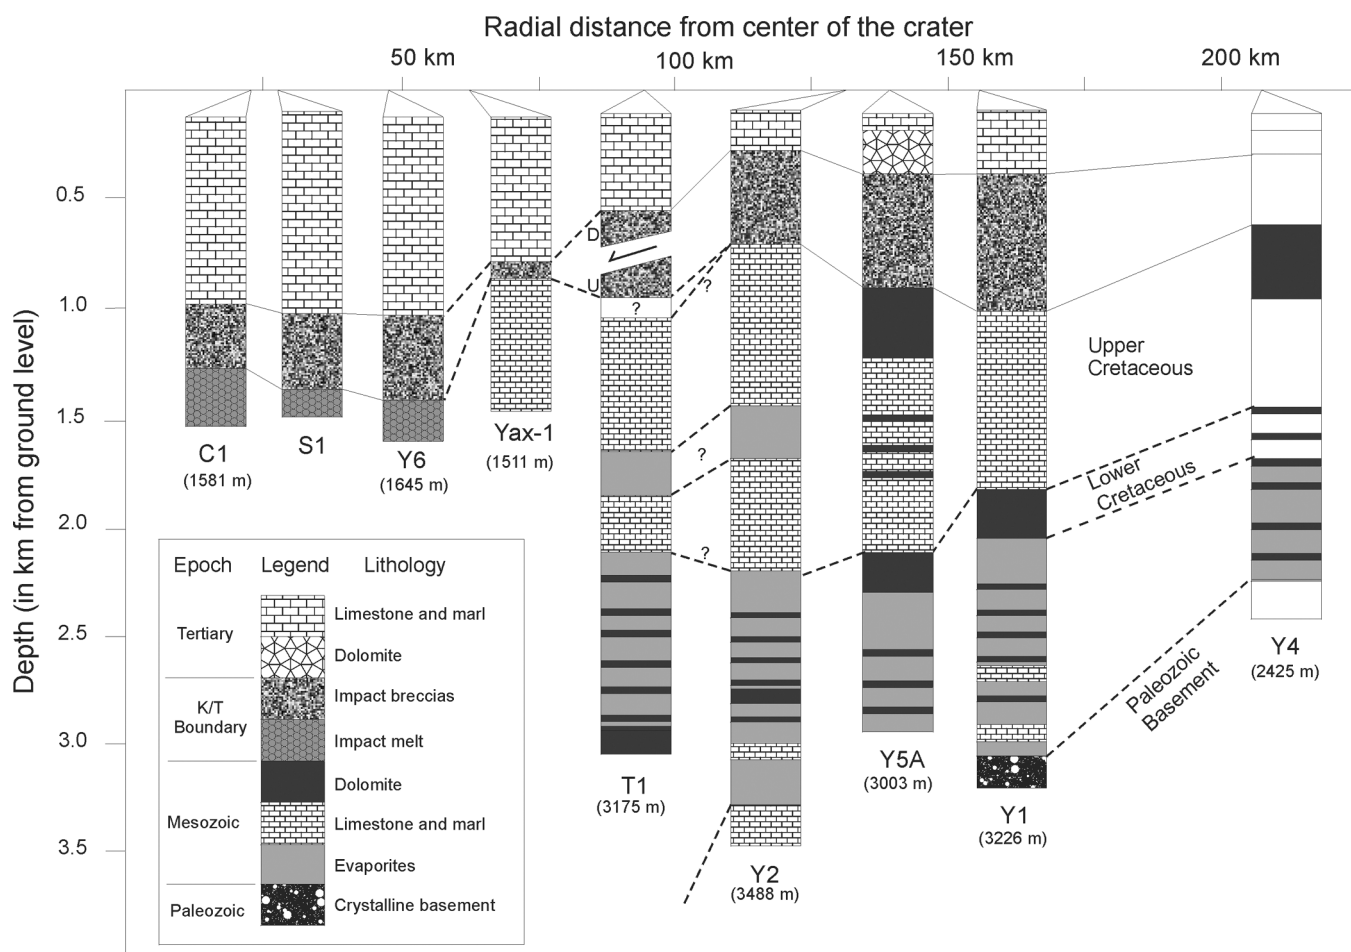 Radial distance from center of the crater
50 km
100 km
150 km
200 km
Depth (in km from ground level)
0.5
1.0
1.5
2.0
2.5
3.0
3.5
D
U
?
?
?
?
Upper
Cretaceous
Lower
Cretaceous
Paleozoic
Basement
C1
(1581 m)
S1
Y6
(1645 m)
Yax-1
(1511 m)
T1
(3175 m)
Y2
(3488 m)
Y5A
(3003 m)
Y1
(3226 m)
Y4
(2425 m)
Epoch Legend Lithology
Tertiary
Limestone and marl
Dolomite
K/T
Boundary
Impact breccias
Impact melt
Mesozoic
Dolomite
Limestone and marl
Evaporites
Paleozoic
Crystalline basement